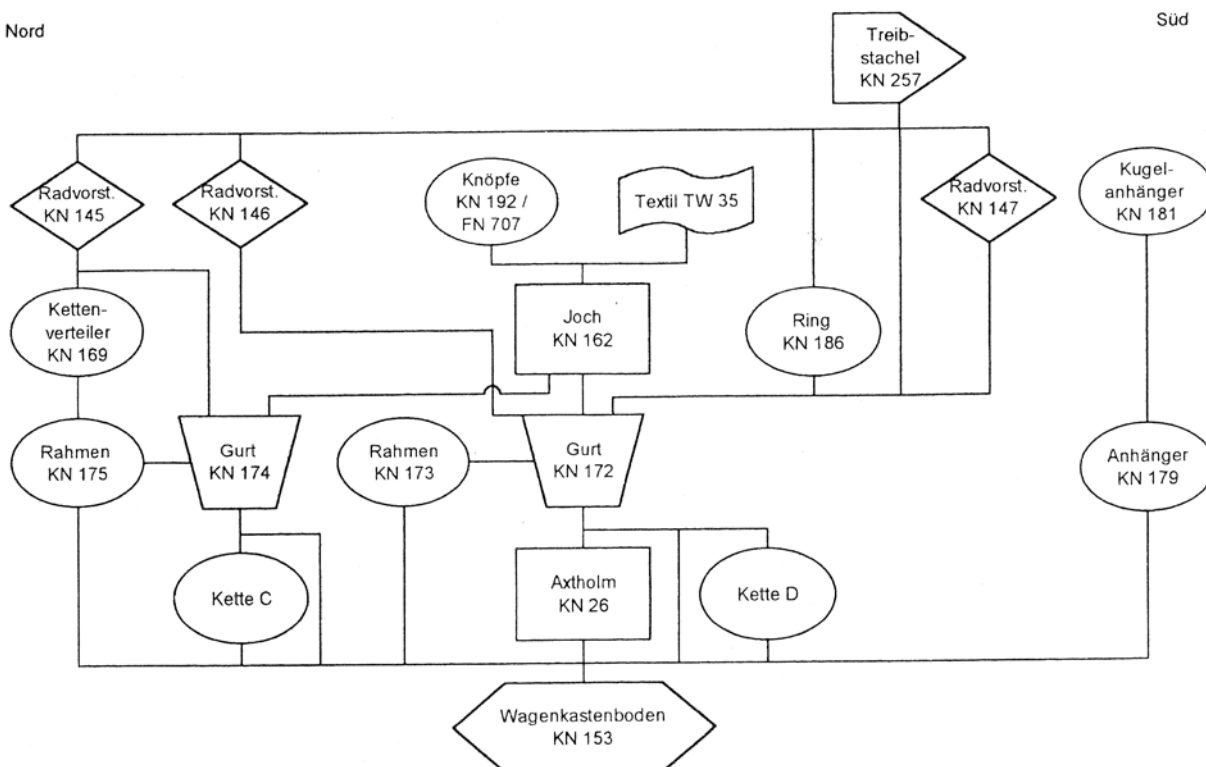 Nord
Süd
Treib-
stachel
KN 257
Radvorst.
KN 145
Radvorst.
KN 146
Knöpfe
KN 192 /
FN 707
Textil TW 35
Radvorst.
KN 147
Kugel-
anhänger
KN 181
Ketten-
verteiler
KN 169
Joch
KN 162
Ring
KN 186
Rahmen
KN 175
Gurt
KN 174
Rahmen
KN 173
Gurt
KN 172
Anhänger
KN 179
Kette C
Axtholm
KN 26
Kette D
Wagenkastenboden
KN 153